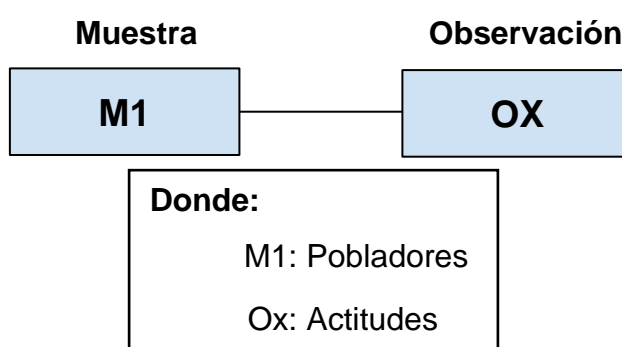 Muestra Observación
M1 OX
Donde:
M1: Pobladores
Ox: Actitudes